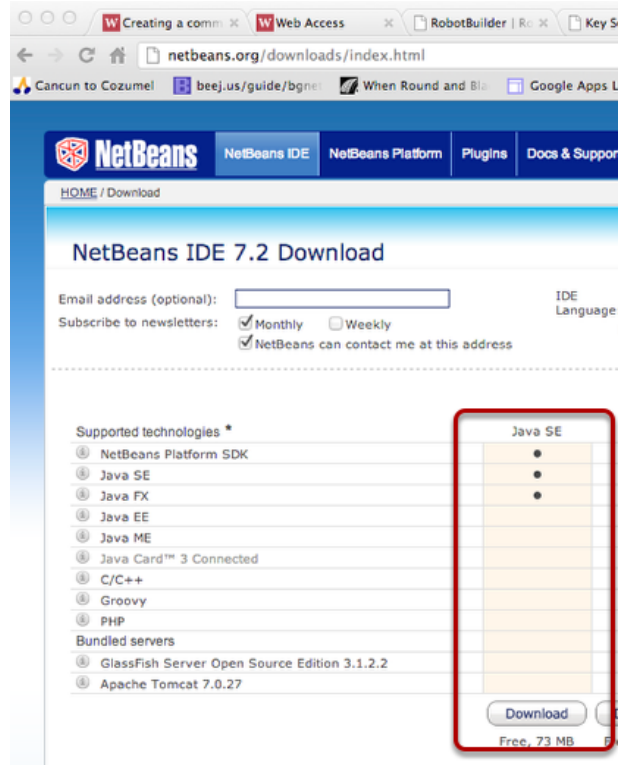 Creating a comm
Web Access
RobotBuilder | Ro
Key S
netbeans.org/downloads/index.html
Cancun to Cozumel
beej.us/guide/bgnet
When Round and Bla
Google Apps L
NetBeans
NetBeans IDE
NetBeans Platform
Plugins
Docs & Suppor
HOME / Download
NetBeans IDE 7.2 Download
Email address (optional):
IDE
Language
Subscribe to newsletters:
Monthly
Weekly
NetBeans can contact me at this address
Supported technologies *
Java SE
NetBeans Platform SDK
Java SE
Java FX
Java EE
Java ME
Java Card™ 3 Connected
C/C++
Groovy
PHP
Bundled servers
GlassFish Server Open Source Edition 3.1.2.2
Apache Tomcat 7.0.27
Download
Free, 73 MB